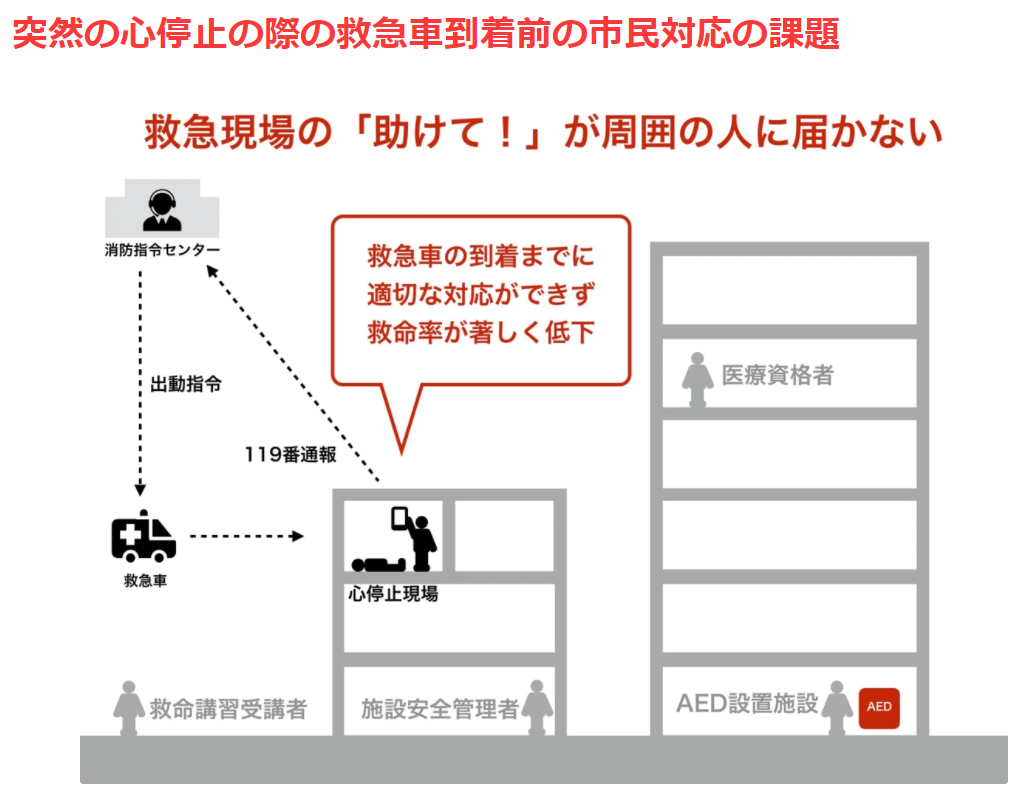 突然の心停止の際の救急車到着前の市民対応の課題
救急現場の「助けて！」が周囲の人に届かない
消防指令センター
救急車の到着までに
適切な対応ができず
救命率が著しく低下
医療資格者
出動指令
119番通報
救急車
心停止現場
救命講習受講者
施設安全管理者
AED設置施設
AED